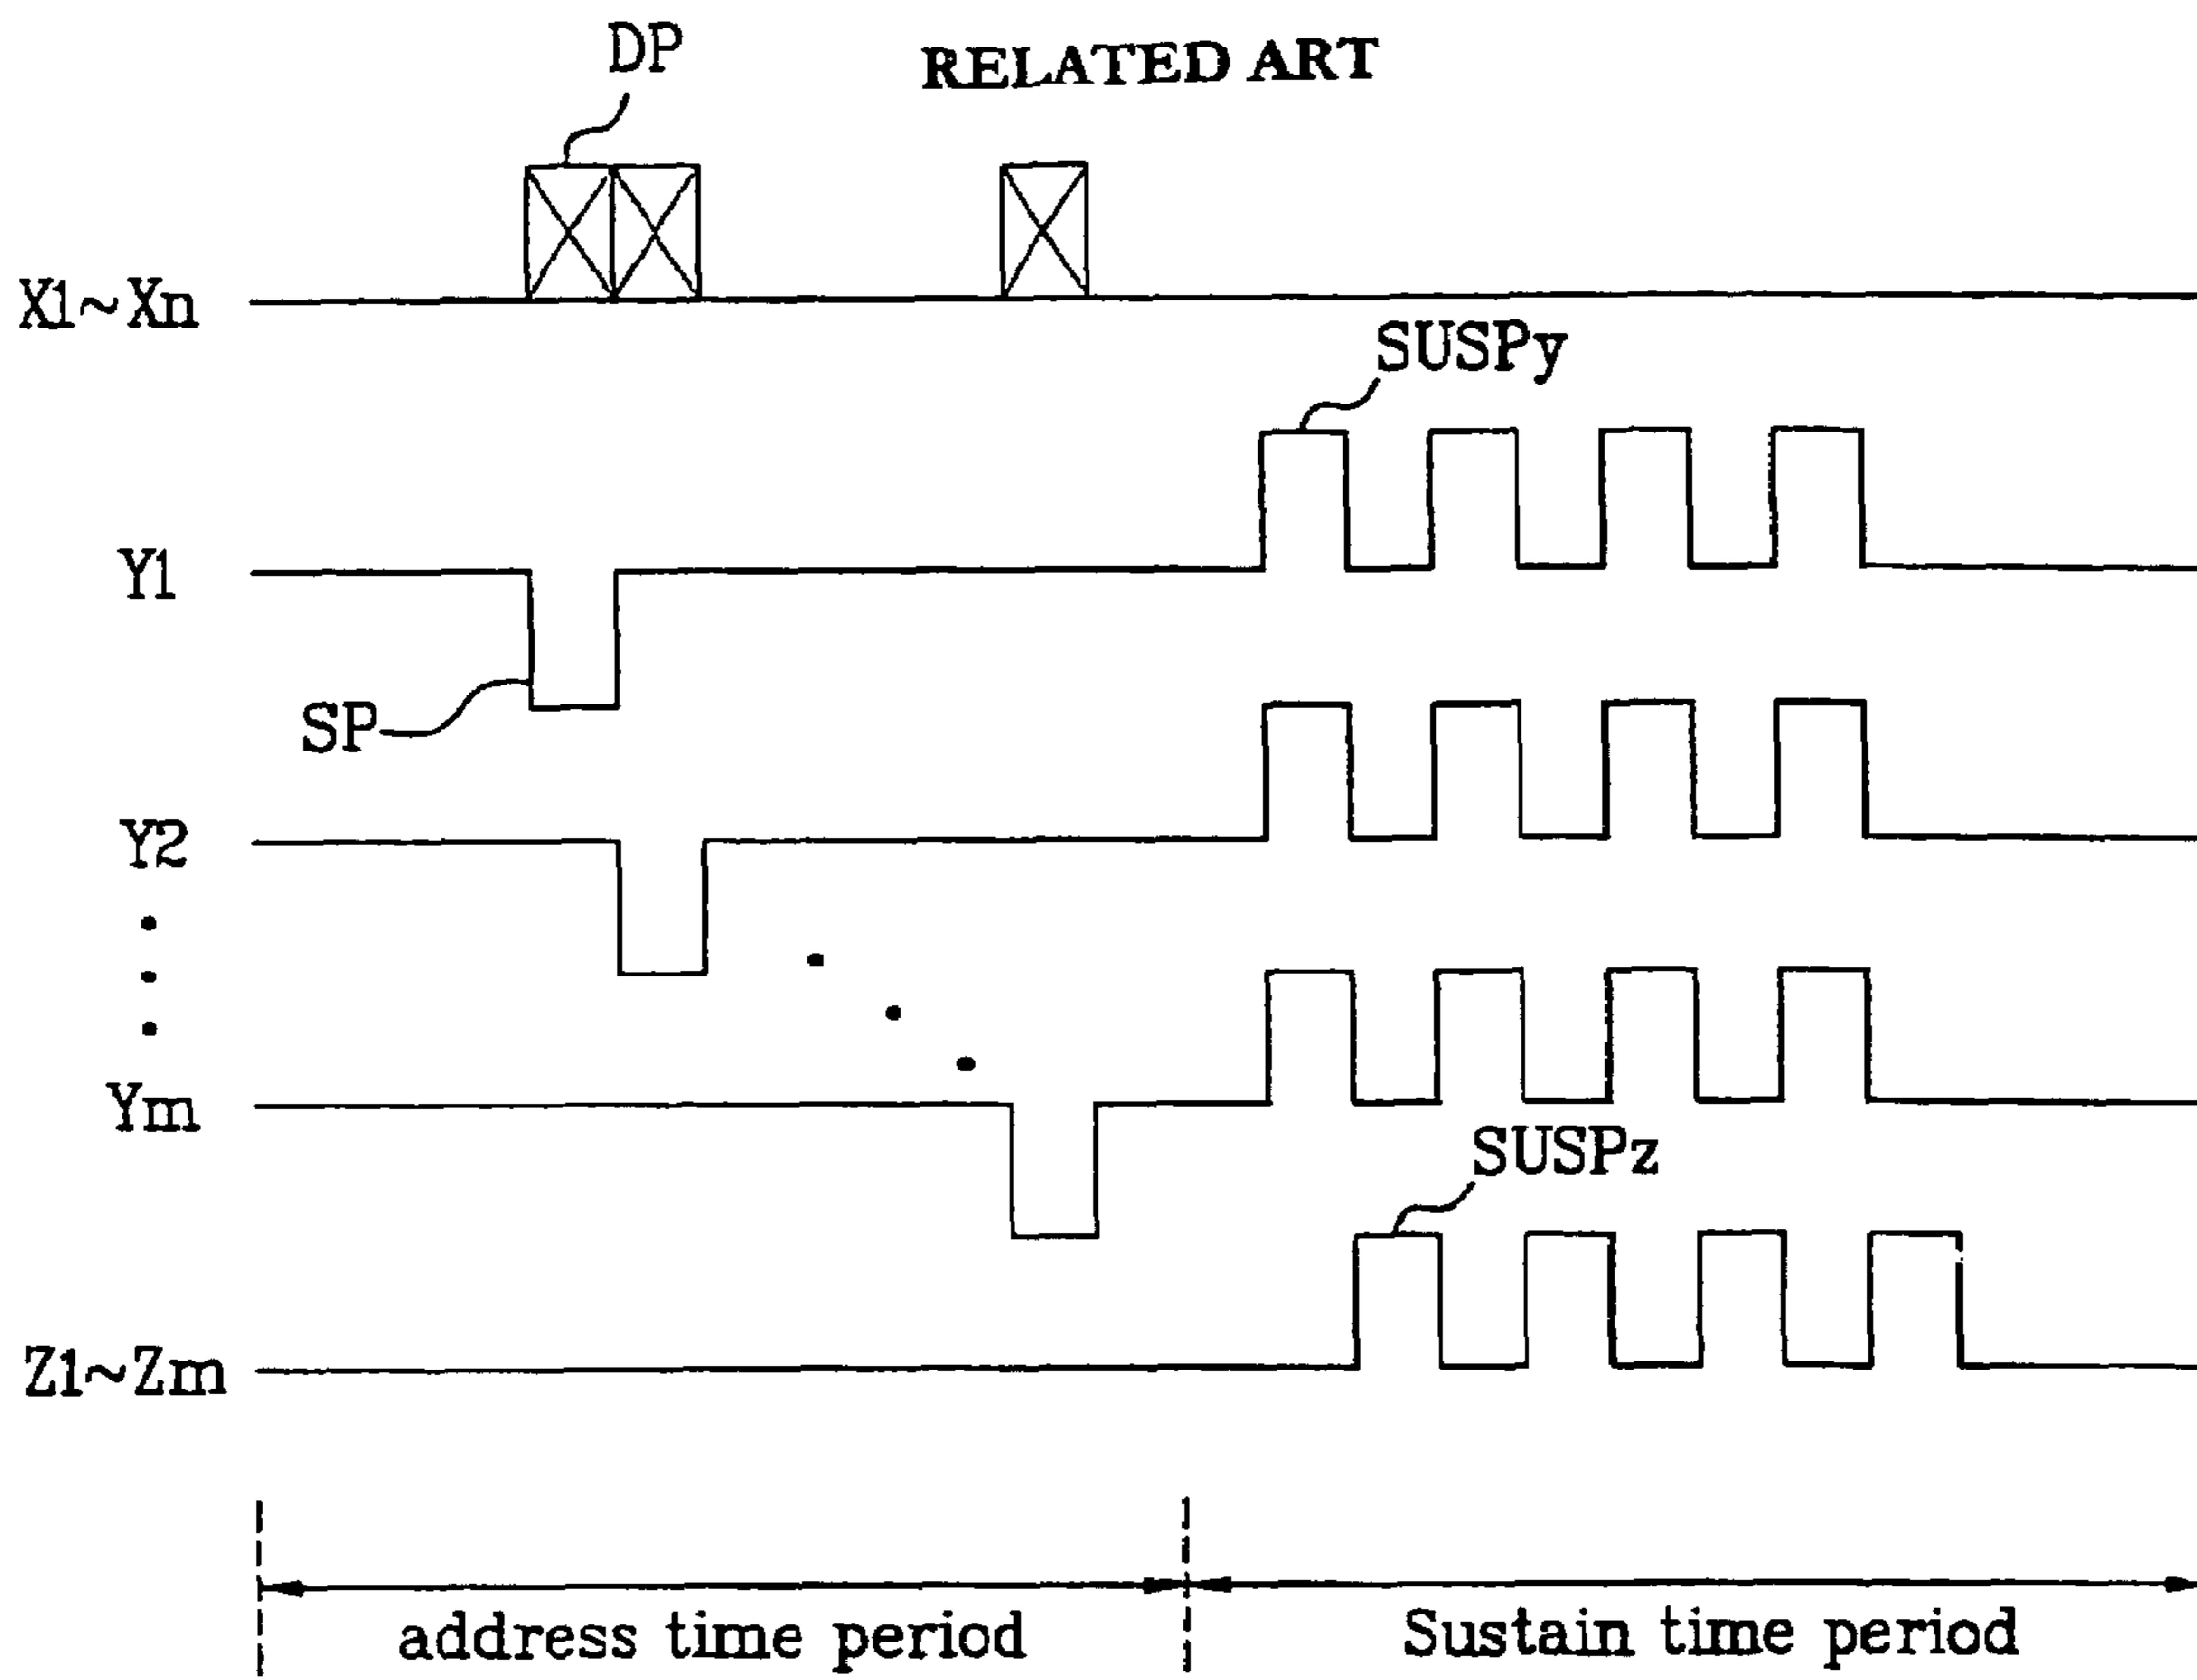 DP
RELATED ART
X1~Xn
SUSPy
Y1
SP
Y2
Ym
SUSPz
Z1~Zm
address time period
Sustain time period